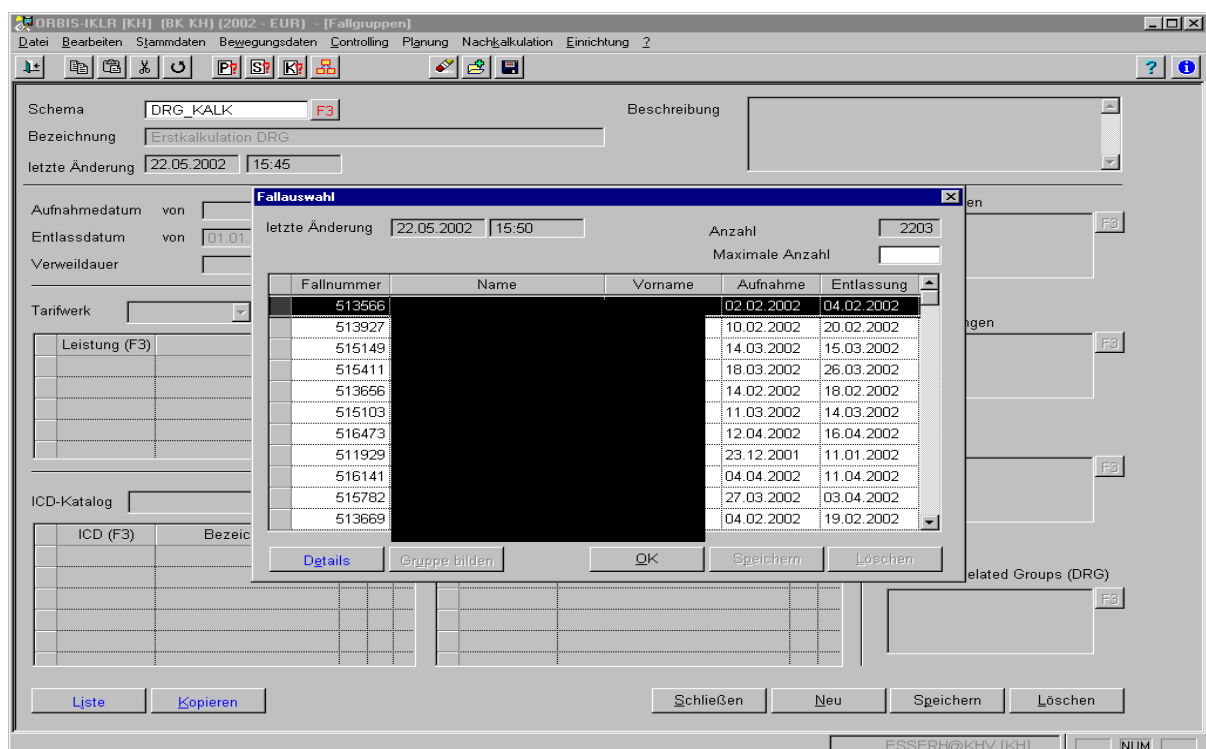 ORBIS-IKLR [KH] (BK KH) (2002 - EUR) - [Fallgruppen]
Datei Bearbeiten Stammdaten Bewegungsdaten Controlling Planung Nachkalkulation Einrichtung ?
P? S? K? ? i
Schema DRG_KALK F3 Beschreibung
Bezeichnung Erstkalkulation DRG
letzte Änderung 22.05.2002 15:45
Fallauswahl
Aufnahmedatum von en
F3
letzte Änderung 22.05.2002 15:50 Anzahl 2203
Entlassdatum von 01.01.
Maximale Anzahl
Verweildauer
Fallnummer Name Vorname Aufnahme Entlassung
513566 02.02.2002 04.02.2002
Tarifwerk
513927 10.02.2002 20.02.2002
ngen
Leistung (F3) F3
515149 14.03.2002 15.03.2002
515411 18.03.2002 26.03.2002
513656 14.02.2002 18.02.2002
515103 11.03.2002 14.03.2002
516473 12.04.2002 16.04.2002
511929 23.12.2001 11.01.2002
516141 04.04.2002 11.04.2002
F3
515782 27.03.2002 03.04.2002
ICD-Katalog
513669 04.02.2002 19.02.2002
ICD (F3) Bezeic
Details Gruppe bilden OK Speichern Löschen
elated Groups (DRG)
F3
Liste Kopieren Schließen Neu Speichern Löschen
ESSERH@KHV [KH] NUM